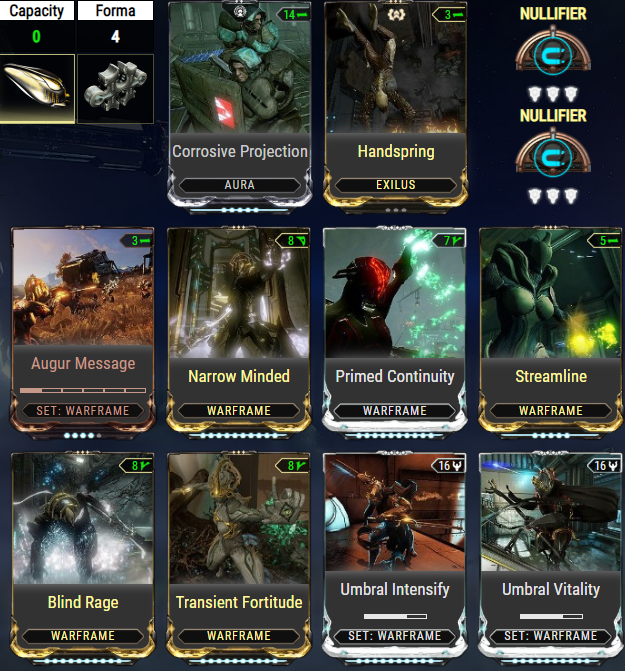 Capacity
Forma
0
4
14
Corrosive Projection
AURA
3
Handspring
EXILUS
NULLIFIER
NULLIFIER
3
Augur Message
SET: WARFRAME
8
Narrow Minded
WARFRAME
7
Primed Continuity
WARFRAME
5
Streamline
WARFRAME
8
Blind Rage
WARFRAME
8
Transient Fortitude
WARFRAME
16
Umbral Intensify
SET: WARFRAME
16
Umbral Vitality
SET: WARFRAME